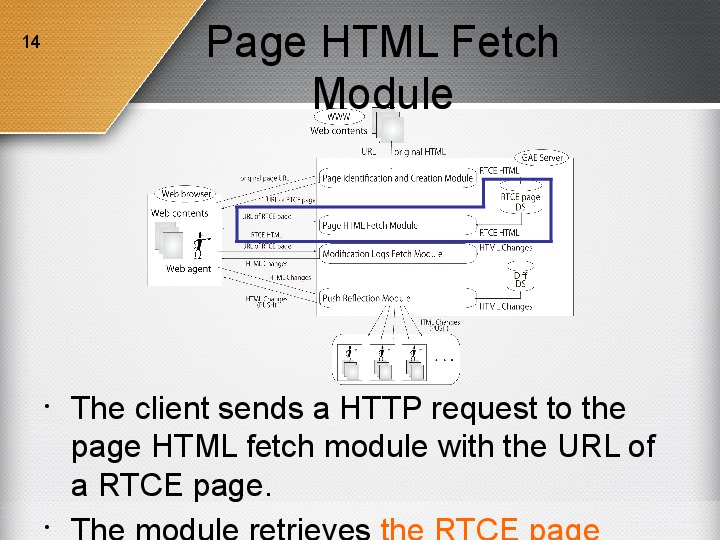 14
Page HTML Fetch
Module
WWW
Web contents
URL
original HTML
GAE Server
RTCE HTML
original page URL
Page Identification and Creation Module
Web browser
URL of RTCE page
RTCE page
DS
Web contents
URL of RTCE page
Page HTML Fetch Module
RTCE HTML
RTCE HTML
URL of RTCE page
HTML Changes
Modification Logs Fetch Module
HTML Changes
Web agent
HTML Changes
Diff
DS
HTML Changes
(PUSH)
Push Reflection Module
HTML Changes
HTML Changes
(PUSH)
. . .
• The client sends a HTTP request to the
page HTML fetch module with the URL of
a RTCE page.
• The module retrieves the RTCE page